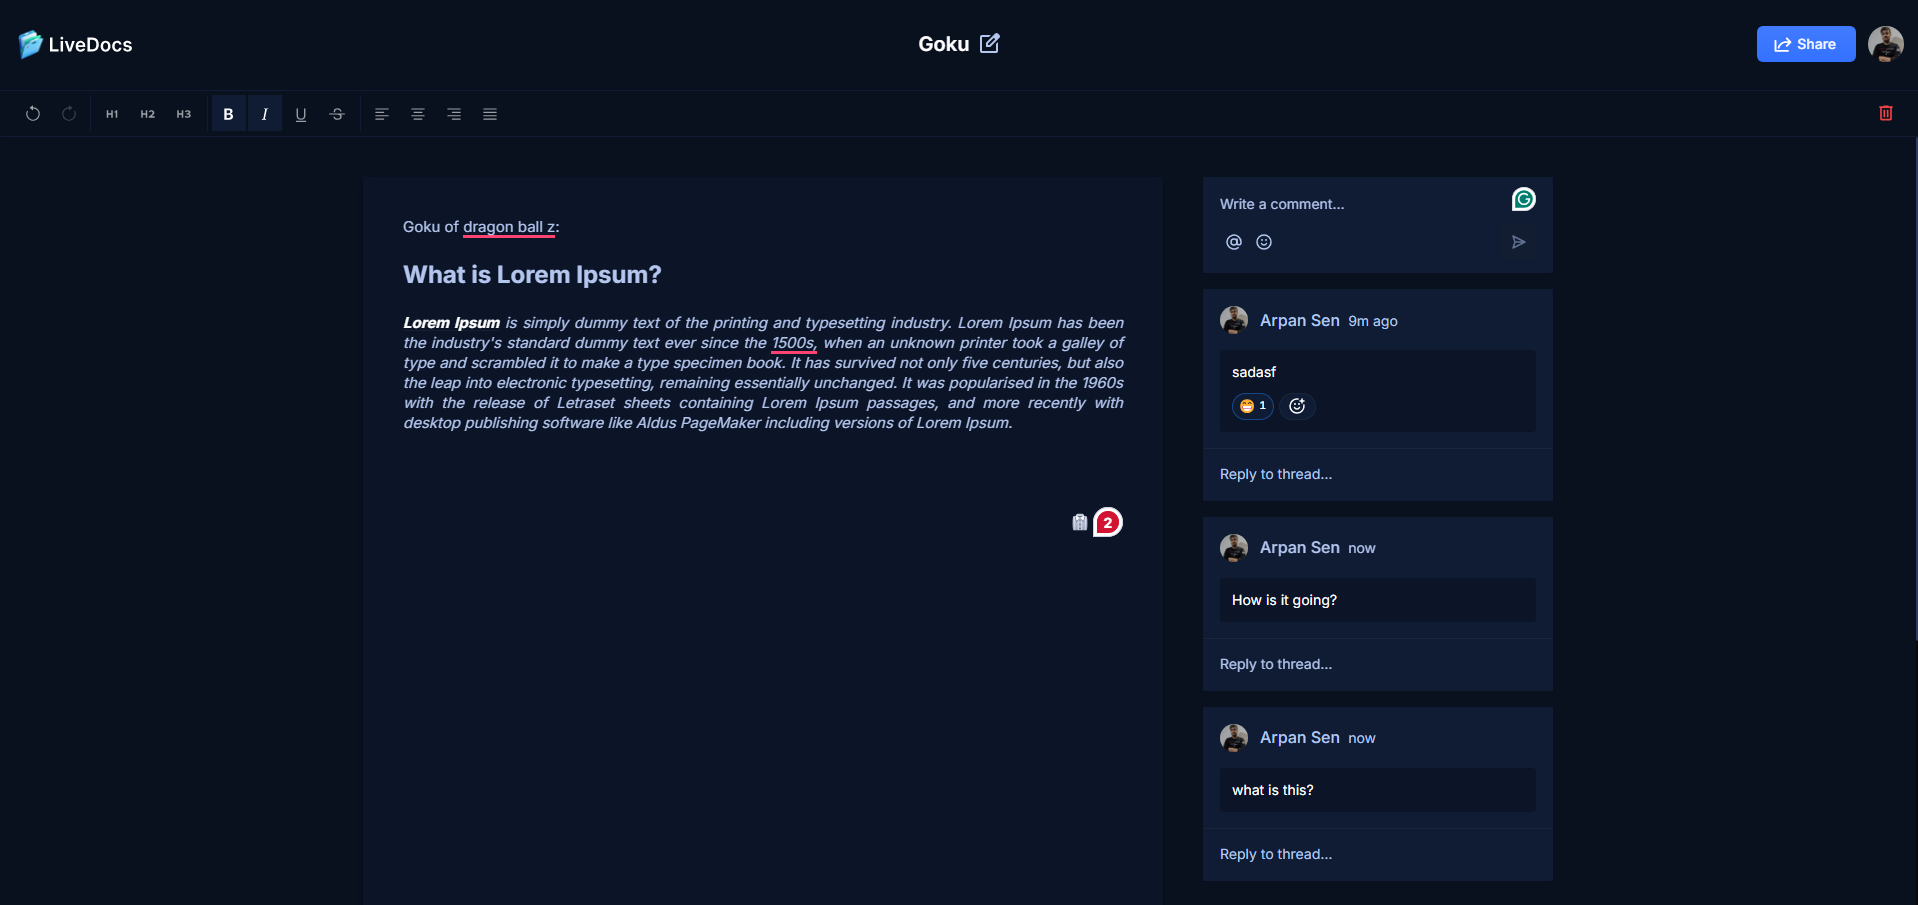 LiveDocs
Goku
Share
H1 H2 H3 B I U S
Goku of dragon ball z:
What is Lorem Ipsum?
Lorem Ipsum is simply dummy text of the printing and typesetting industry. Lorem Ipsum has been
the industry's standard dummy text ever since the 1500s, when an unknown printer took a galley of
type and scrambled it to make a type specimen book. It has survived not only five centuries, but also
the leap into electronic typesetting, remaining essentially unchanged. It was popularised in the 1960s
with the release of Letraset sheets containing Lorem Ipsum passages, and more recently with
desktop publishing software like Aldus PageMaker including versions of Lorem Ipsum.
2
Write a comment...
G
@
Arpan Sen 9m ago
sadasf
1
Reply to thread...
Arpan Sen now
How is it going?
Reply to thread...
Arpan Sen now
what is this?
Reply to thread...